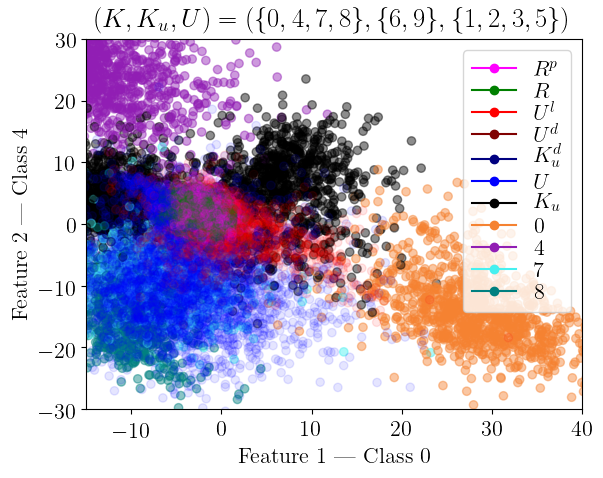 (K, K_u, U) = ({0, 4, 7, 8}, {6, 9}, {1, 2, 3, 5})
30
20
10
0
−10
−20
−30
Feature 2 — Class 4
R^p
R
U^l
U^d
K_u^d
U
K_u
0
4
7
8
−10
0
10
20
30
40
Feature 1 — Class 0